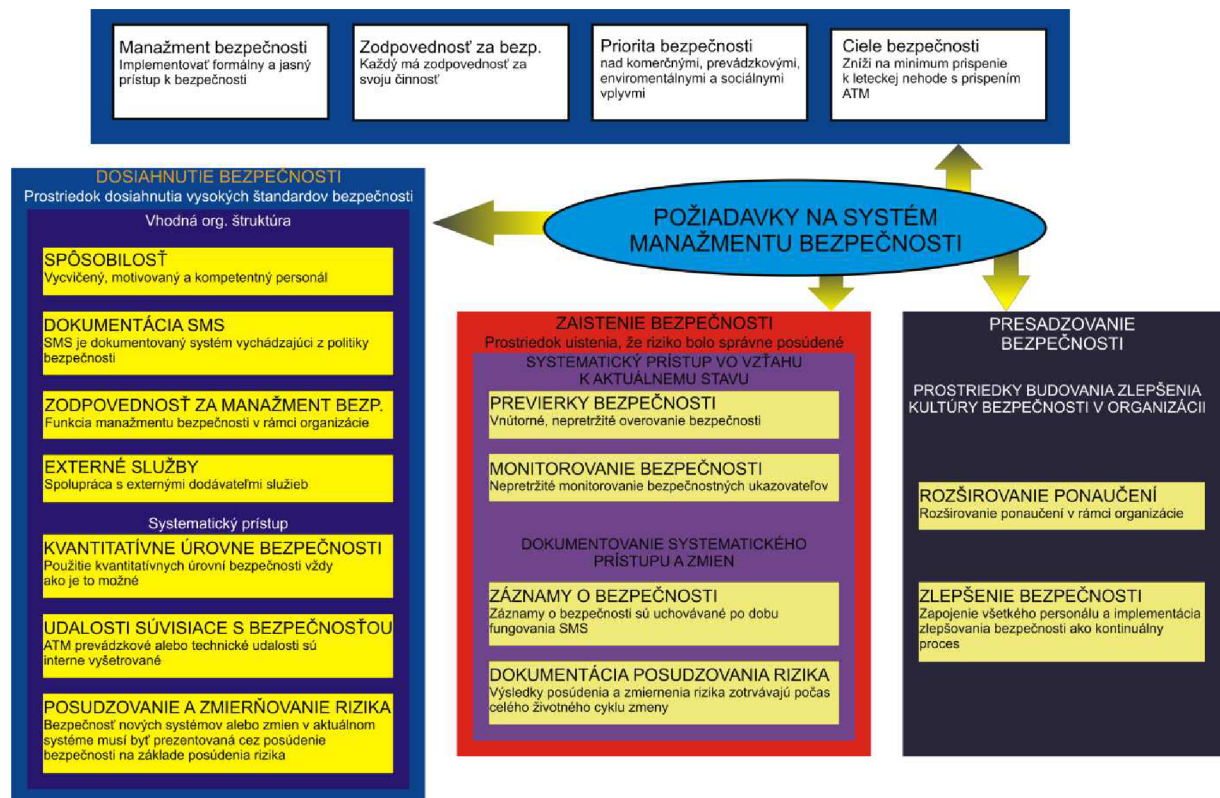 Manažment bezpečnosti
Implementovať formálny a jasný
prístup k bezpečnosti
Zodpovednosť za bezp.
Každý má zodpovednosť za
svoju činnosť
Priorita bezpečnosti
nad komerčnými, prevádzkovými,
enviromentálnymi a sociálnymi
vplyvmi
Ciele bezpečnosti
Zníži na minimum prispenie
k leteckej nehode s prispením
ATM
POŽIADAVKY NA SYSTÉM
MANAŽMENTU BEZPEČNOSTI
DOSIAHNUTIE BEZPEČNOSTI
Prostriedok dosiahnutia vysokých štandardov bezpečnosti
Vhodná org. štruktúra
SPÔSOBILOSŤ
Vycvičený, motivovaný a kompetentný personál
DOKUMENTÁCIA SMS
SMS je dokumentovaný systém vychádzajúci z politiky
bezpečnosti
ZODPOVEDNOSŤ ZA MANAŽMENT BEZP.
Funkcia manažmentu bezpečnosti v rámci organizácie
EXTERNÉ SLUŽBY
Spolupráca s externými dodávateľmi služieb
Systematický prístup
KVANTITATÍVNE ÚROVNE BEZPEČNOSTI
Použitie kvantitatívnych úrovní bezpečnosti vždy
ako je to možné
UDALOSTI SÚVISIACE S BEZPEČNOSŤOU
ATM prevádzkové alebo technické udalosti sú
interne vyšetrované
POSUDZOVANIE A ZMIERŇOVANIE RIZIKA
Bezpečnosť nových systémov alebo zmien v aktuálnom
systéme musí byť prezentovaná cez posúdenie
bezpečnosti na základe posúdenia rizika
ZAISTENIE BEZPEČNOSTI
Prostriedok uistenia, že riziko bolo správne posúdené
SYSTEMATICKÝ PRÍSTUP VO VZŤAHU
K AKTUÁLNEMU STAVU
PREVIERKY BEZPEČNOSTI
Vnútorné, nepretržité overovanie bezpečnosti
MONITOROVANIE BEZPEČNOSTI
Nepretržité monitorovanie bezpečnostných ukazovateľov
DOKUMENTOVANIE SYSTEMATICKÉHO
PRÍSTUPU A ZMIEN
ZÁZNAMY O BEZPEČNOSTI
Záznamy o bezpečnosti sú uchovávané po dobu
fungovania SMS
DOKUMENTÁCIA POSUDZOVANIA RIZIKA
Výsledky posúdenia a zmiernenia rizika zotrvávajú počas
celého životného cyklu zmeny
PRESADZOVANIE
BEZPEČNOSTI
PROSTRIEDKY BUDOVANIA ZLEPŠENIA
KULTÚRY BEZPEČNOSTI V ORGANIZÁCII
ROZŠIROVANIE PONAUČENÍ
Rozširovanie ponaučení v rámci organizácie
ZLEPŠENIE BEZPEČNOSTI
Zapojenie všetkého personálu a implementácia
zlepšovania bezpečnosti ako kontinuálny
proces